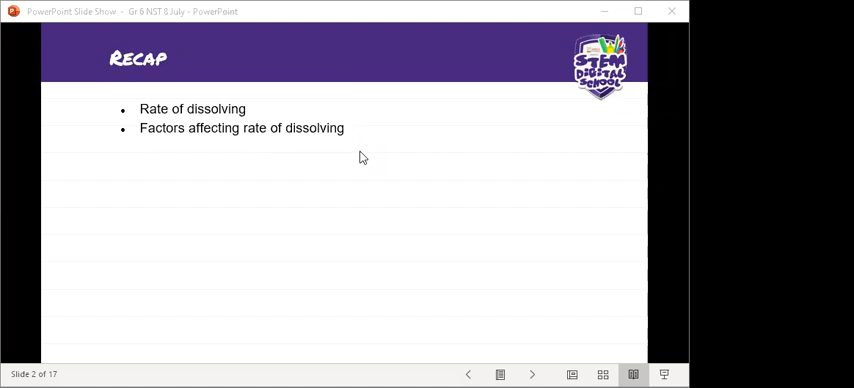 PowerPoint Slide Show - Gr 6 NST 8 July - PowerPoint
Recap
STEM
DIGITAL
SCHOOL
• Rate of dissolving
• Factors affecting rate of dissolving
Slide 2 of 17